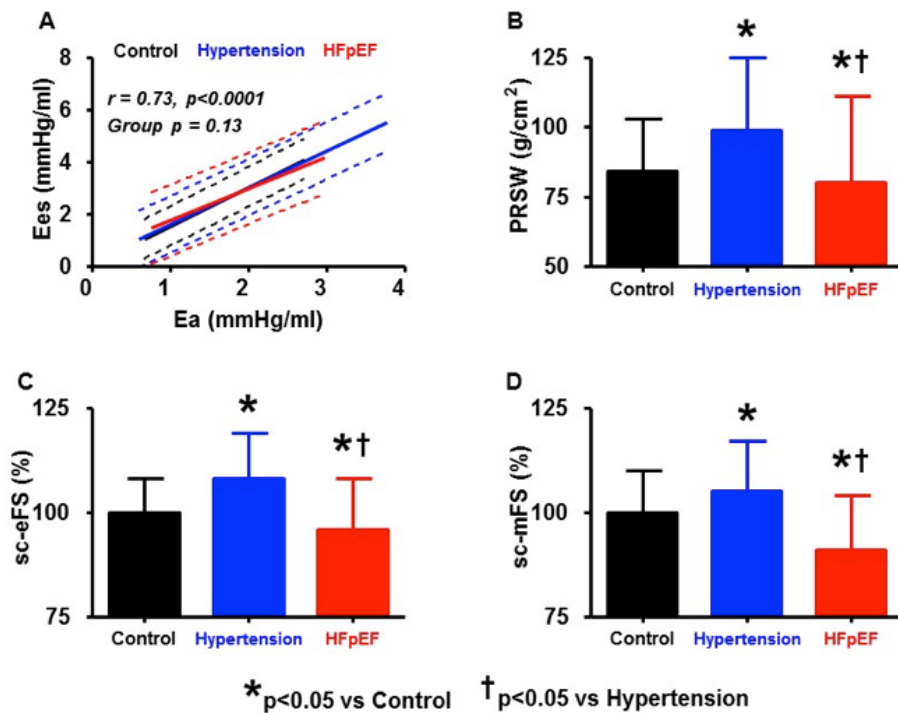 A
Control Hypertension HFpEF
r = 0.73, p<0.0001
Group p = 0.13
Ees (mmHg/ml)
8
6
4
2
0
0 1 2 3 4
Ea (mmHg/ml)
B
* *†
PRSW (g/cm²)
125
100
75
50
Control Hypertension HFpEF
C
* *†
sc-eFS (%)
125
100
75
Control Hypertension HFpEF
D
* *†
sc-mFS (%)
125
100
75
Control Hypertension HFpEF
*p<0.05 vs Control †p<0.05 vs Hypertension